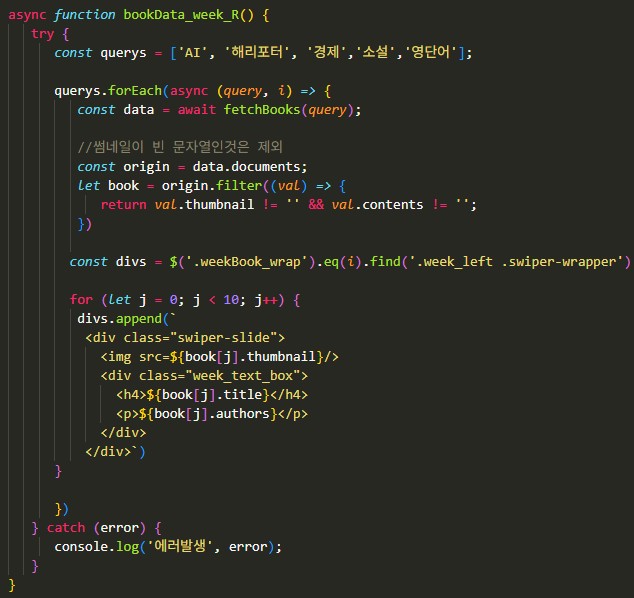 async function bookData_week_R() {
try {
const querys = ['AI', '해리포터', '경제','소설','영단어'];
querys.forEach(async (query, i) => {
const data = await fetchBooks(query);
//썸네일이 빈 문자열인것은 제외
const origin = data.documents;
let book = origin.filter((val) => {
return val.thumbnail != '' && val.contents != '';
})
const divs = $('.weekBook_wrap').eq(i).find('.week_left .swiper-wrapper')
for (let j = 0; j < 10; j++) {
divs.append(`
<div class="swiper-slide">
<img src=${book[j].thumbnail}/>
<div class="week_text_box">
<h4>${book[j].title}</h4>
<p>${book[j].authors}</p>
</div>
</div>`)
}
})
} catch (error) {
console.log('에러발생', error);
}
}